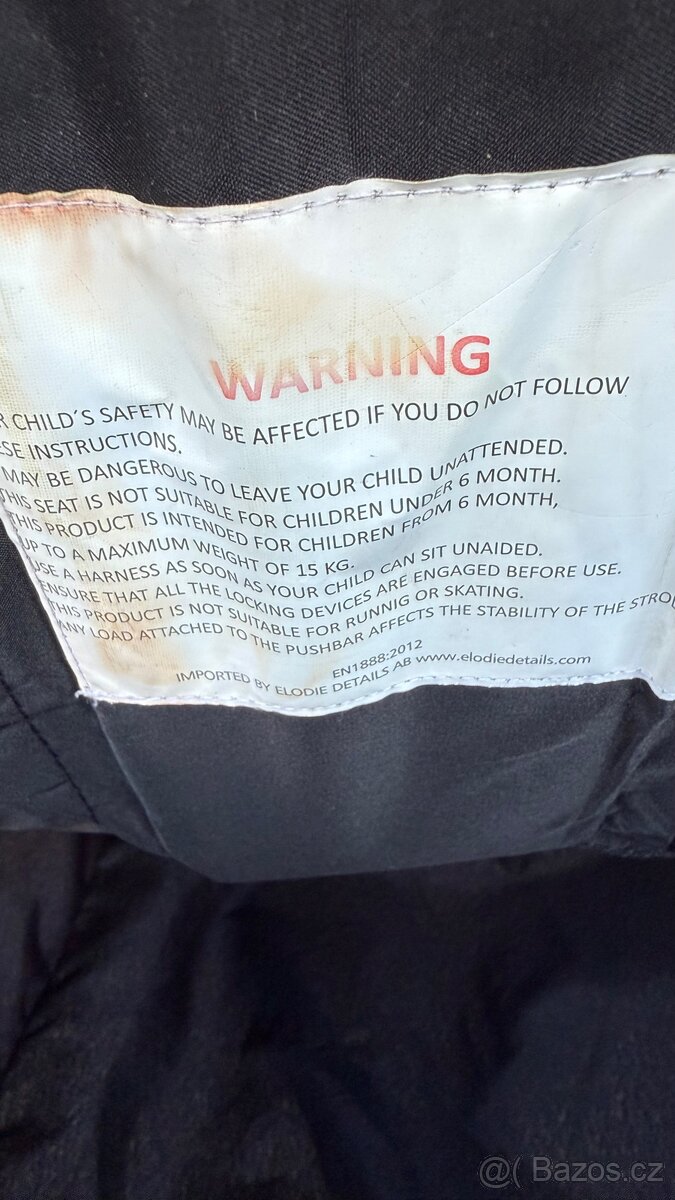 WARNING
R CHILD´S SAFETY MAY BE AFFECTED IF YOU DO NOT FOLLOW
ESE INSTRUCTIONS.
MAY BE DANGEROUS TO LEAVE YOUR CHILD UNATTENDED.
THIS SEAT IS NOT SUITABLE FOR CHILDREN UNDER 6 MONTH.
THIS PRODUCT IS INTENDED FOR CHILDREN FROM 6 MONTH,
UP TO A MAXIMUM WEIGHT OF 15 KG.
USE A HARNESS AS SOON AS YOUR CHILD CAN SIT UNAIDED.
ENSURE THAT ALL THE LOCKING DEVICES ARE ENGAGED BEFORE USE.
THIS PRODUCT IS NOT SUITABLE FOR RUNNIG OR SKATING.
ANY LOAD ATTACHED TO THE PUSHBAR AFFECTS THE STABILITY OF THE STRO
EN1888:2012
IMPORTED BY ELODIE DETAILS AB www.elodiedetails.com
@( Bazos.cz